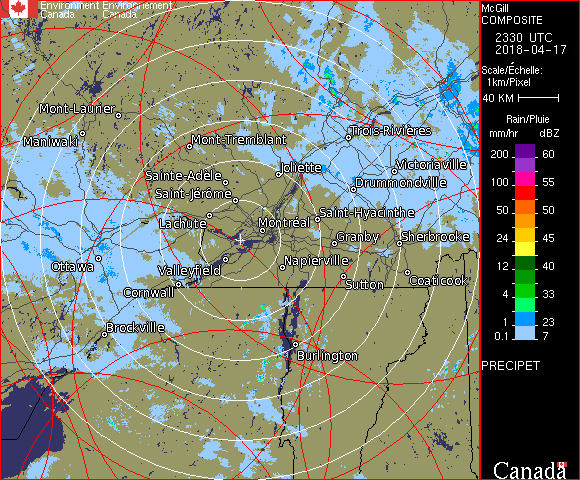 Environment Environnement
Canada Canada
McGill
COMPOSITE
2330 UTC
2018-04-17
Scale/Échelle:
1km/Pixel
40 KM
Rain/Pluie
mm/hr dBZ
200 60
55
100 55
50 50
24 45
12 40
4 33
1 23
0.1 7
PRECIPET
Canada
Mont-Laurier
Maniwaki
Mont-Tremblant
Trois-Rivières
Sainte-Adèle
Joliette
Victoriaville
Saint-Jérôme
Drummondville
Lachute
Saint-Hyacinthe
Montréal
Granby
Sherbrooke
Ottawa
Valleyfield
Napierville
Cornwall
Sutton
Coaticook
Brockville
Burlington